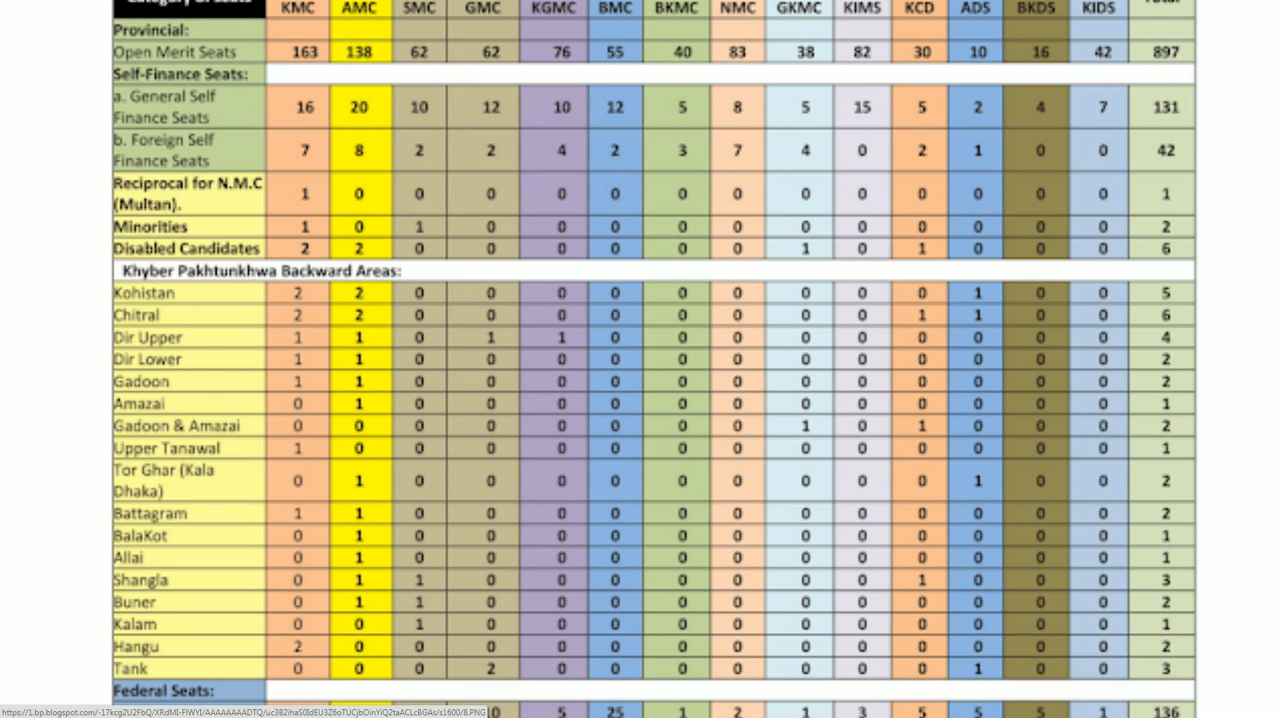 Category Of Seats KMC AMC SMC GMC KGMC BMC BKMC NMC GKMC KIMS KCD ADS BKDS KIDS Total
Provincial:
Open Merit Seats 163 138 62 62 76 55 40 83 38 82 30 10 16 42 897
Self-Finance Seats:
a. General Self
Finance Seats 16 20 10 12 10 12 5 8 5 15 5 2 4 7 131
b. Foreign Self
Finance Seats 7 8 2 2 4 2 3 7 4 0 2 1 0 0 42
Reciprocal for N.M.C
(Multan). 1 0 0 0 0 0 0 0 0 0 0 0 0 0 1
Minorities 1 0 1 0 0 0 0 0 0 0 0 0 0 0 2
Disabled Candidates 2 2 0 0 0 0 0 0 1 0 1 0 0 0 6
Khyber Pakhtunkhwa Backward Areas:
Kohistan 2 2 0 0 0 0 0 0 0 0 0 1 0 0 5
Chitral 2 2 0 0 0 0 0 0 0 0 1 1 0 0 6
Dir Upper 1 1 0 1 1 0 0 0 0 0 0 0 0 0 4
Dir Lower 1 1 0 0 0 0 0 0 0 0 0 0 0 0 2
Gadoon 1 1 0 0 0 0 0 0 0 0 0 0 0 0 2
Amazai 0 1 0 0 0 0 0 0 0 0 0 0 0 0 1
Gadoon & Amazai 0 0 0 0 0 0 0 0 1 0 1 0 0 0 2
Upper Tanawal 1 0 0 0 0 0 0 0 0 0 0 0 0 0 1
Tor Ghar (Kala
Dhaka) 0 1 0 0 0 0 0 0 0 0 0 1 0 0 2
Battagram 1 1 0 0 0 0 0 0 0 0 0 0 0 0 2
BalaKot 0 1 0 0 0 0 0 0 0 0 0 0 0 0 1
Allai 0 1 0 0 0 0 0 0 0 0 0 0 0 0 1
Shangla 0 1 1 0 0 0 0 0 0 0 1 0 0 0 3
Buner 0 1 1 0 0 0 0 0 0 0 0 0 0 0 2
Kalam 0 0 1 0 0 0 0 0 0 0 0 0 0 0 1
Hangu 2 0 0 0 0 0 0 0 0 0 0 0 0 0 2
Tank 0 0 0 2 0 0 0 0 0 0 0 1 0 0 3
Federal Seats:
0 5 25 1 2 1 3 5 5 5 1 136